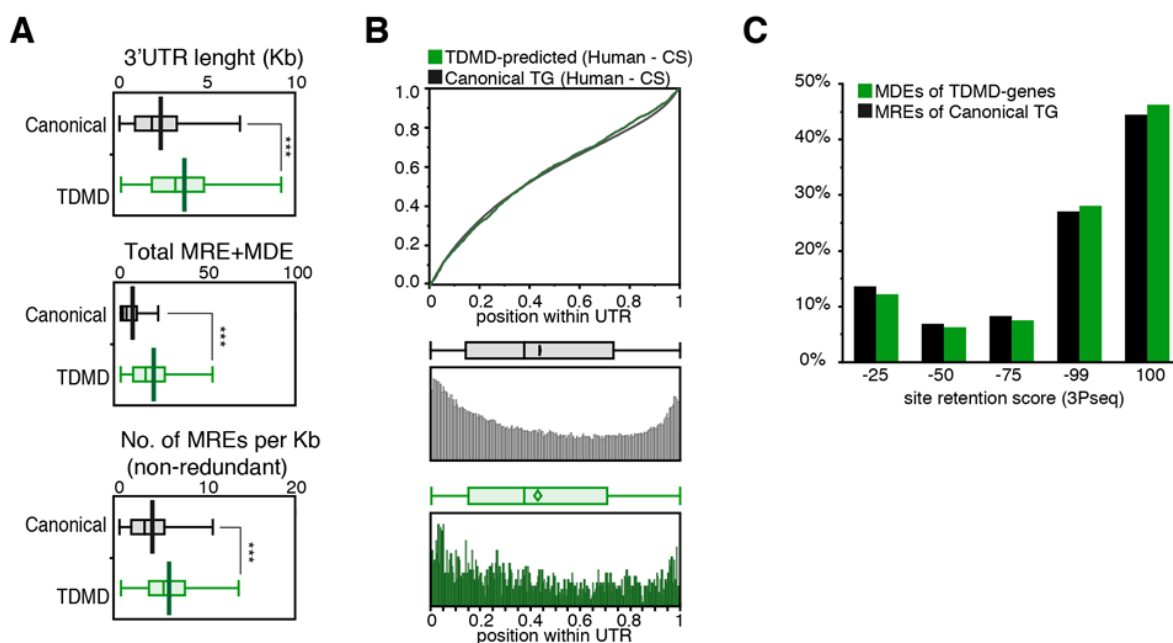 A
3'UTR lenght (Kb)
0 5 10
Canonical
***
TDMD
Total MRE+MDE
0 50 100
Canonical
***
TDMD
No. of MREs per Kb
(non-redundant)
0 10 20
Canonical
***
TDMD
B
TDMD-predicted (Human - CS)
Canonical TG (Human - CS)
1.0
0.8
0.6
0.4
0.2
0.0
0 0.2 0.4 0.6 0.8 1
position within UTR
0 0.2 0.4 0.6 0.8 1
position within UTR
C
50%
40%
30%
20%
10%
0%
MDEs of TDMD-genes
MREs of Canonical TG
-25 -50 -75 -99 100
site retention score (3Pseq)